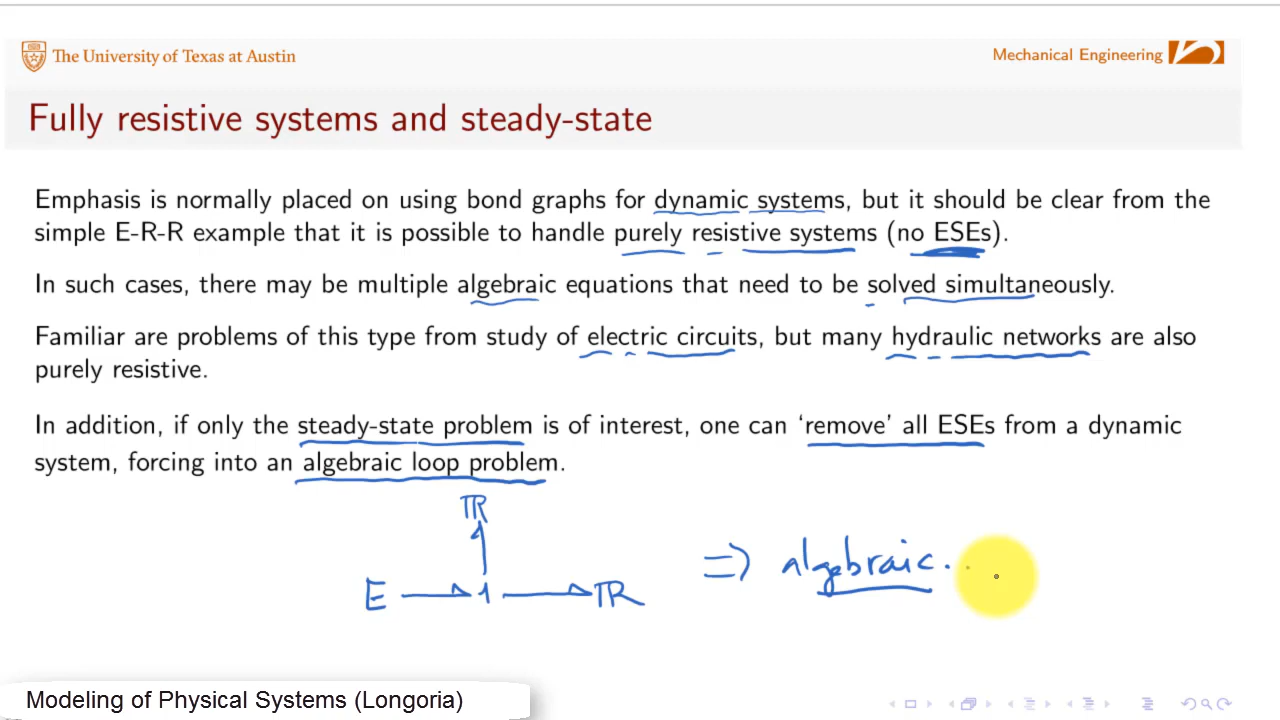 The University of Texas at Austin
Mechanical Engineering
Fully resistive systems and steady-state
Emphasis is normally placed on using bond graphs for dynamic systems, but it should be clear from the
simple E-R-R example that it is possible to handle purely resistive systems (no ESEs).
In such cases, there may be multiple algebraic equations that need to be solved simultaneously.
Familiar are problems of this type from study of electric circuits, but many hydraulic networks are also
purely resistive.
In addition, if only the steady-state problem is of interest, one can ‘remove’ all ESEs from a dynamic
system, forcing into an algebraic loop problem.
R
E 1 R
⇒ algebraic..
Modeling of Physical Systems (Longoria)